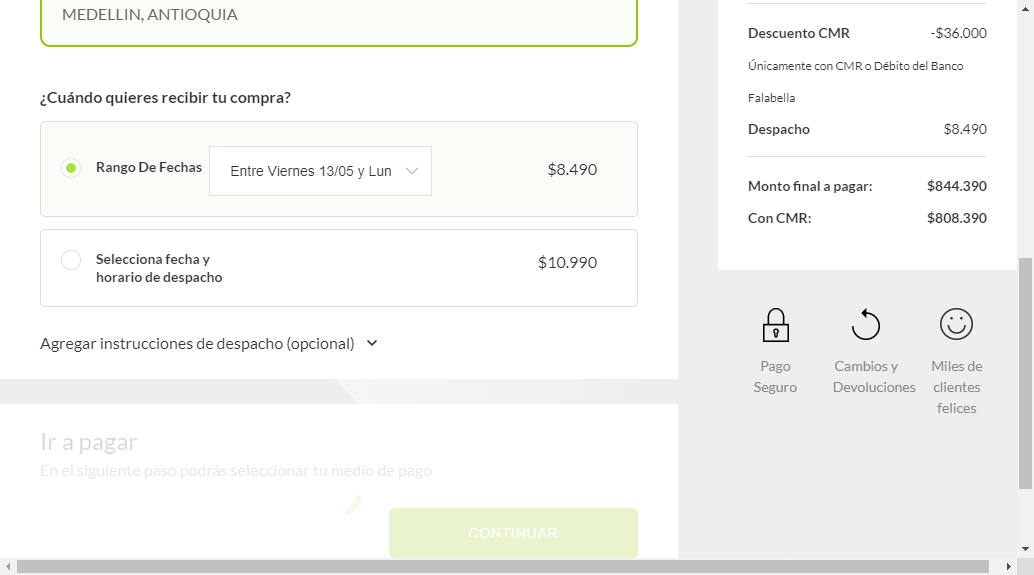 MEDELLIN, ANTIOQUIA
¿Cuándo quieres recibir tu compra?
Rango De Fechas
Entre Viernes 13/05 y Lun
$8.490
Selecciona fecha y
horario de despacho
$10.990
Agregar instrucciones de despacho (opcional)
Ir a pagar
En el siguiente paso podrás seleccionar tu medio de pago
CONTINUAR
Descuento CMR -$36.000
Únicamente con CMR o Débito del Banco
Falabella
Despacho $8.490
Monto final a pagar: $844.390
Con CMR: $808.390
Pago
Seguro
Cambios y
Devoluciones
Miles de
clientes
felices